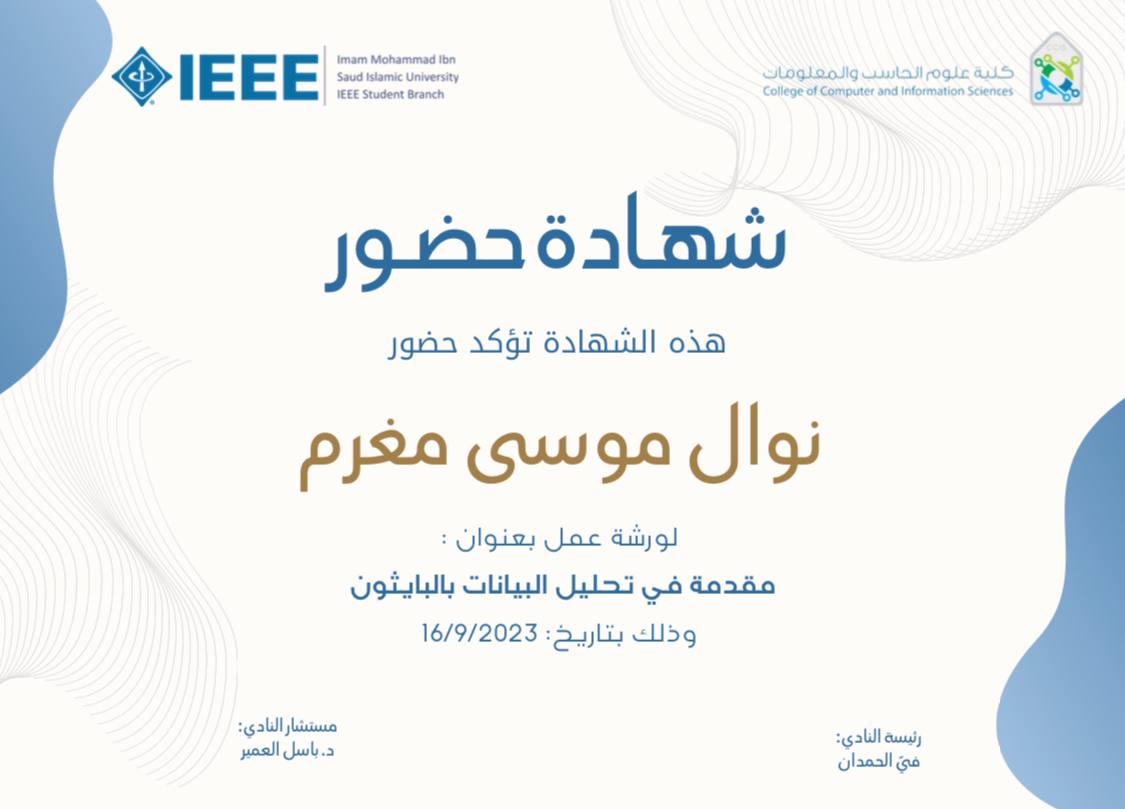 IEEE
Imam Mohammad Ibn
Saud Islamic University
IEEE Student Branch
كلية علوم الحاسب والمعلومات
College of Computer and Information Sciences
CCIS
شهادة حضور
هذه الشهادة تؤكد حضور
نوال موسى مغرم
لورشة عمل بعنوان :
مقدمة في تحليل البيانات بالبايثون
وذلك بتاريخ: 16/9/2023
رئيسة النادي:
فيّ الحمدان
مستشار النادي:
د. باسل العمير